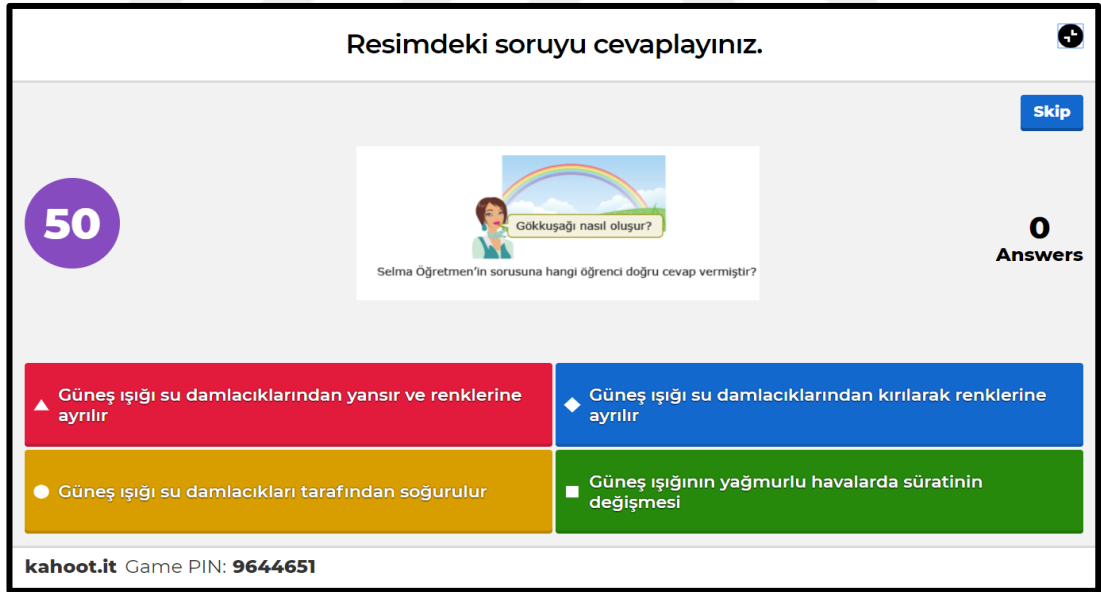 Resimdeki soruyu cevaplayınız.
Skip
50
Gökkuşağı nasıl oluşur?
Selma Öğretmen'in sorusuna hangi öğrenci doğru cevap vermiştir?
0
Answers
Güneş ışığı su damlacıklarından yansır ve renklerine
ayrılır
Güneş ışığı su damlacıklarından kırılarak renklerine
ayrılır
Güneş ışığı su damlacıkları tarafından soğurulur
Güneş ışığının yağmurlu havalarda süratinin
değişmesi
kahoot.it Game PIN: 9644651